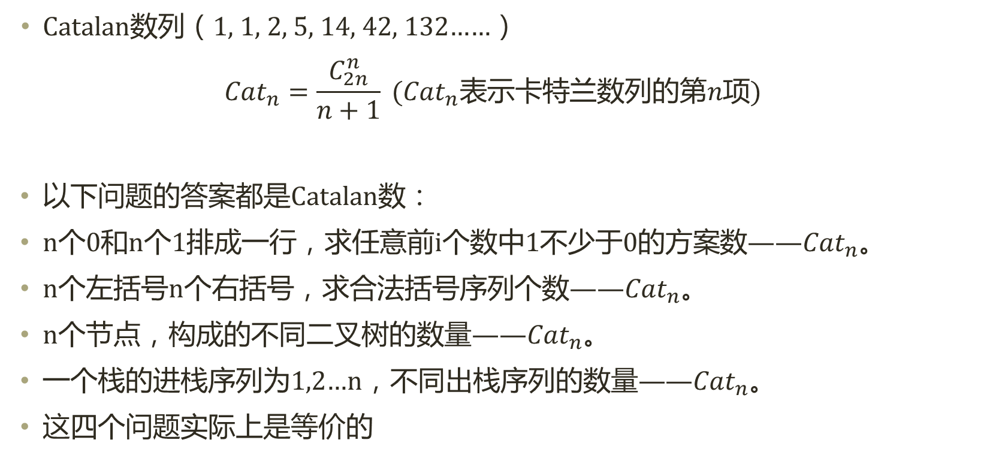 • Catalan数列（1, 1, 2, 5, 14, 42, 132……）
$Cat_n = \frac{C_{2n}^{n}}{n+1}$ ($Cat_n$表示卡特兰数列的第$n$项)
• 以下问题的答案都是Catalan数：
• n个0和n个1排成一行，求任意前i个数中1不少于0的方案数——$Cat_n$。
• n个左括号n个右括号，求合法括号序列个数——$Cat_n$。
• n个节点，构成的不同二叉树的数量——$Cat_n$。
• 一个栈的进栈序列为1,2…n，不同出栈序列的数量——$Cat_n$。
• 这四个问题实际上是等价的